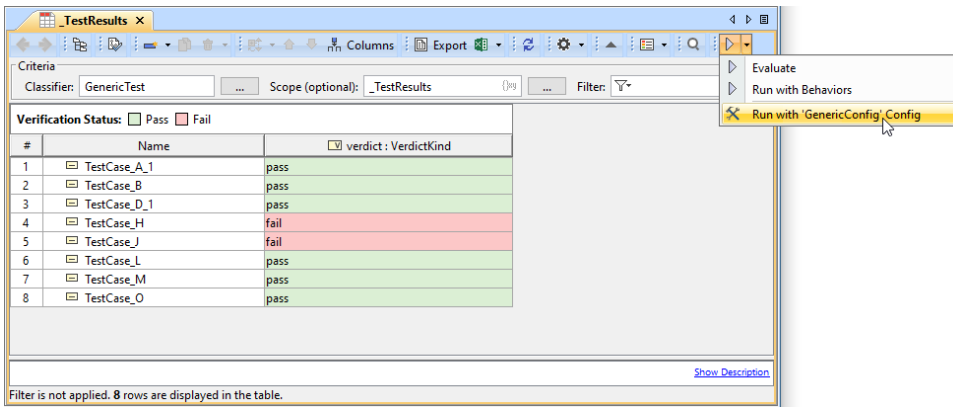 _TestResults
Columns Export
Evaluate
Run with Behaviors
Run with 'GenericConfig' Config
Criteria
Classifier: GenericTest ... Scope (optional): _TestResults ... Filter:
Verification Status: Pass Fail
# Name verdict : VerdictKind
1 TestCase_A_1 pass
2 TestCase_B pass
3 TestCase_D_1 pass
4 TestCase_H fail
5 TestCase_J fail
6 TestCase_L pass
7 TestCase_M pass
8 TestCase_O pass
Show Description
Filter is not applied. 8 rows are displayed in the table.